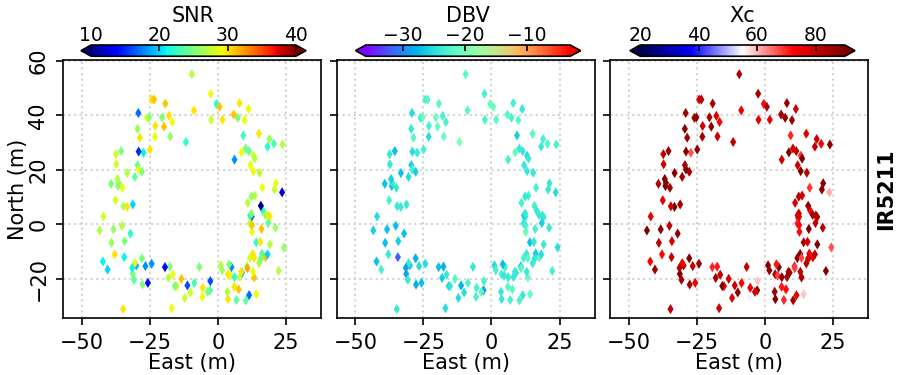 SNR DBV Xc
10 20 30 40 −30 −20 −10 20 40 60 80
60
40
20
0
−20
North (m)
−50 −25 0 25 −50 −25 0 25 −50 −25 0 25
East (m) East (m) East (m)
IR5211